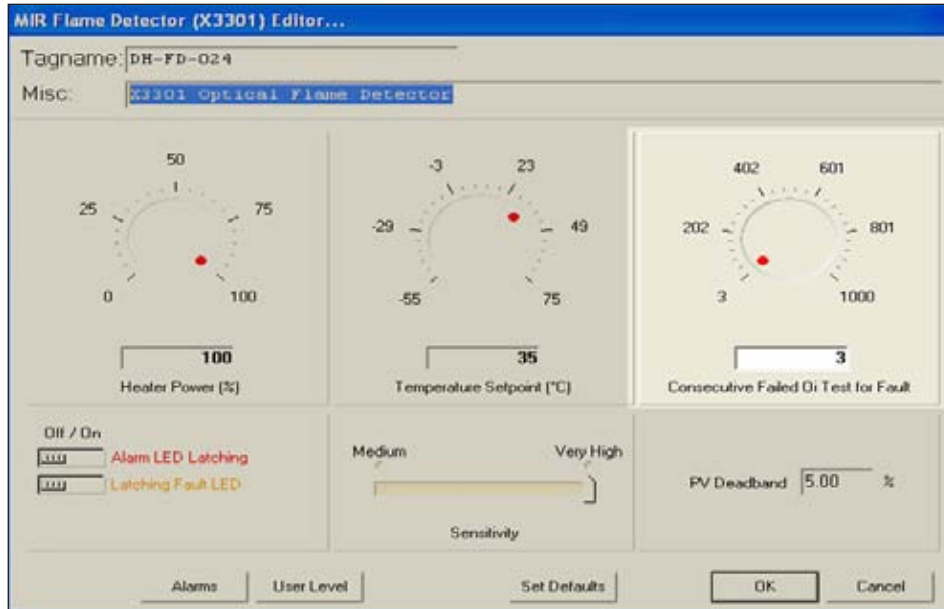 MIR Flame Detector (X3301) Editor...
Tagname: DH-FD-024
Misc: X3301 Optical Flame Detector
0 25 50 75 100
100
Heater Power (%)
-55 -29 -3 23 49 75
35
Temperature Setpoint (°C)
3 202 402 601 801 1000
3
Consecutive Failed Oi Test for Fault
Off / On
Alarm LED Latching
Latching Fault LED
Medium Very High
Sensitivity
PV Deadband 5.00 %
Alarms User Level Set Defaults OK Cancel